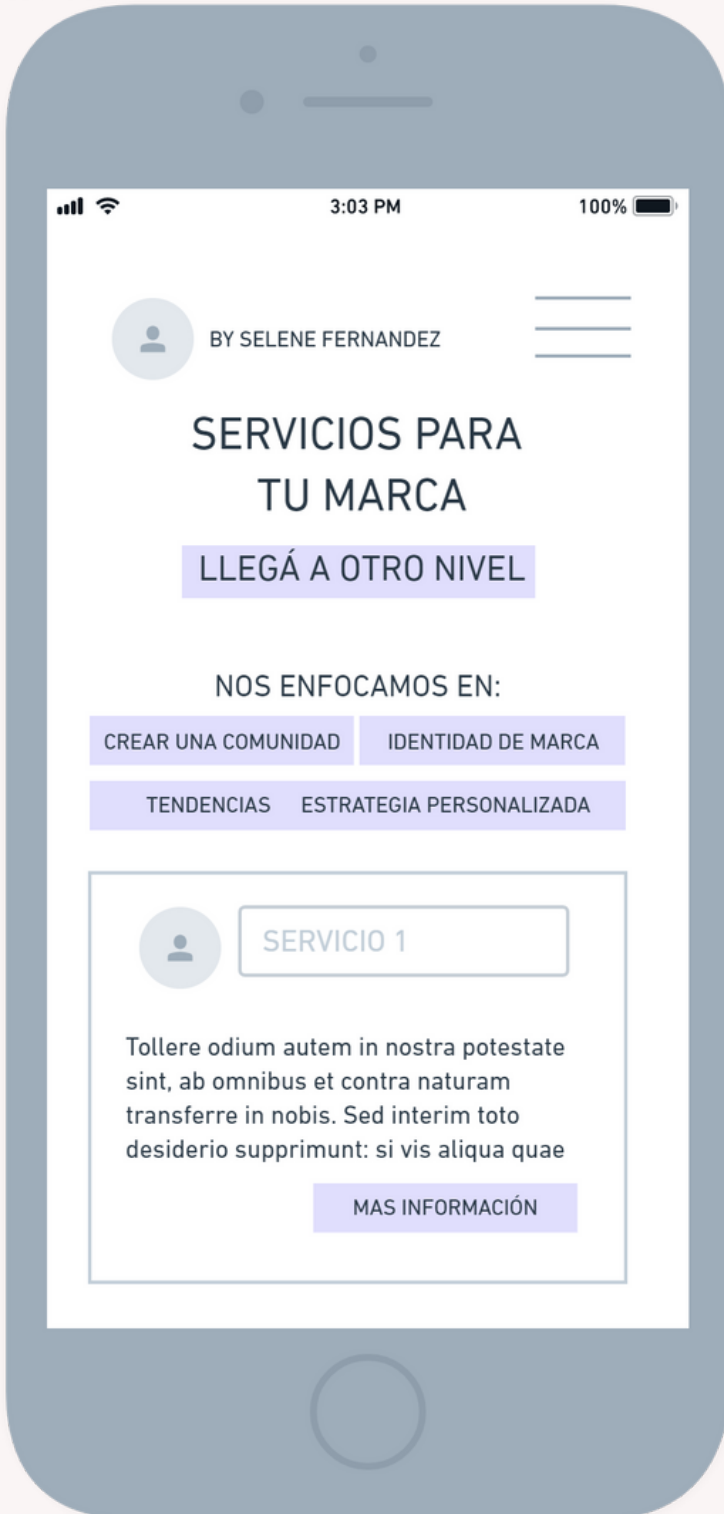 3:03 PM 100%
BY SELENE FERNANDEZ
SERVICIOS PARA
TU MARCA
LLEGÁ A OTRO NIVEL
NOS ENFOCAMOS EN:
CREAR UNA COMUNIDAD IDENTIDAD DE MARCA
TENDENCIAS ESTRATEGIA PERSONALIZADA
SERVICIO 1
Tollere odium autem in nostra potestate
sint, ab omnibus et contra naturam
transferre in nobis. Sed interim toto
desiderio supprimunt: si vis aliqua quae
MAS INFORMACIÓN